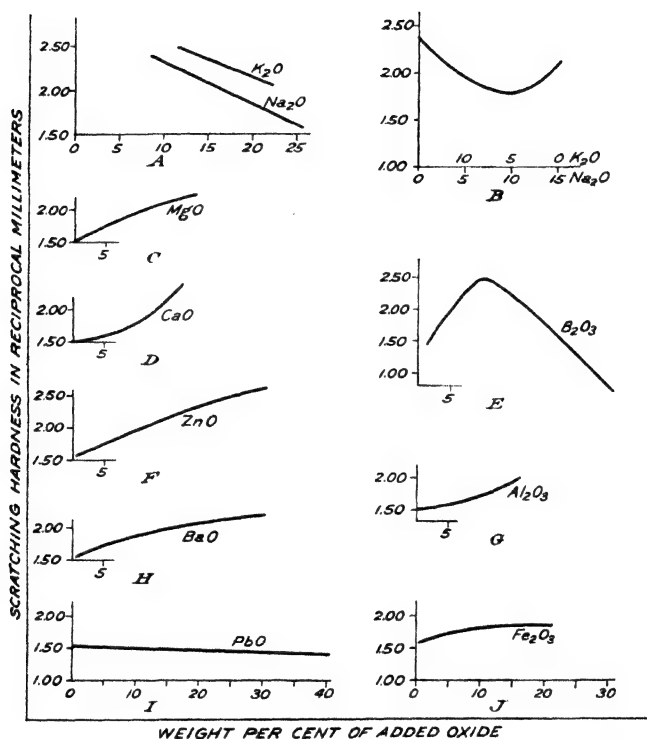 SCRATCHING HARDNESS IN RECIPROCAL MILLIMETERS
2.50
2.00
1.50
K2O
Na2O
0 5 10 15 20 25
A
2.50
2.00
1.50
1.00
10 5 0 K2O
0 5 10 15 Na2O
B
2.00
1.50
MgO
5
C
2.00
1.50
CaO
5
D
2.50
2.00
1.50
1.00
B2O3
5
E
2.50
2.00
1.50
ZnO
5
F
2.00
1.50
Al2O3
5
G
2.00
1.50
BaO
5
H
2.00
1.50
1.00
PbO
0 10 20 30 40
I
2.00
1.50
1.00
Fe2O3
0 10 20 30
J
WEIGHT PER CENT OF ADDED OXIDE